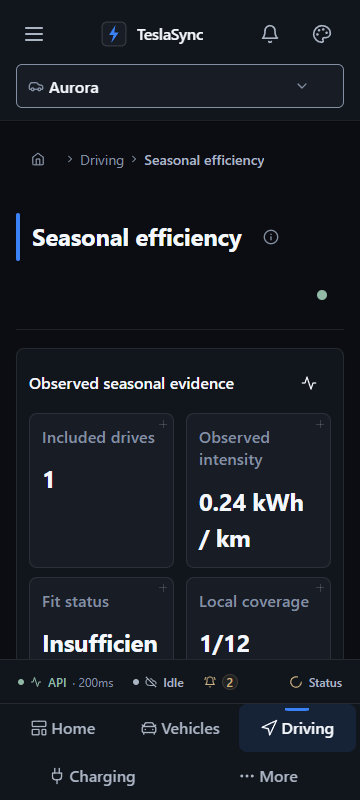 TeslaSync
Aurora
Driving
Seasonal efficiency
Seasonal efficiency
Observed seasonal evidence
Included drives
1
Observed
intensity
0.24 kWh
/ km
Fit status
Insufficien
Local coverage
1/12
API · 200ms
Idle
2
Status
Home
Vehicles
Driving
Charging
More